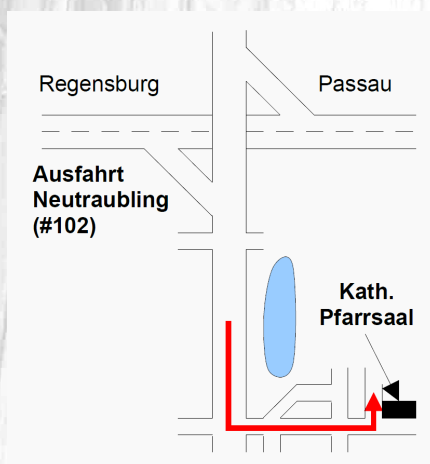 Regensburg
Passau
Ausfahrt
Neutraubling
(#102)
Kath.
Pfarrsaal